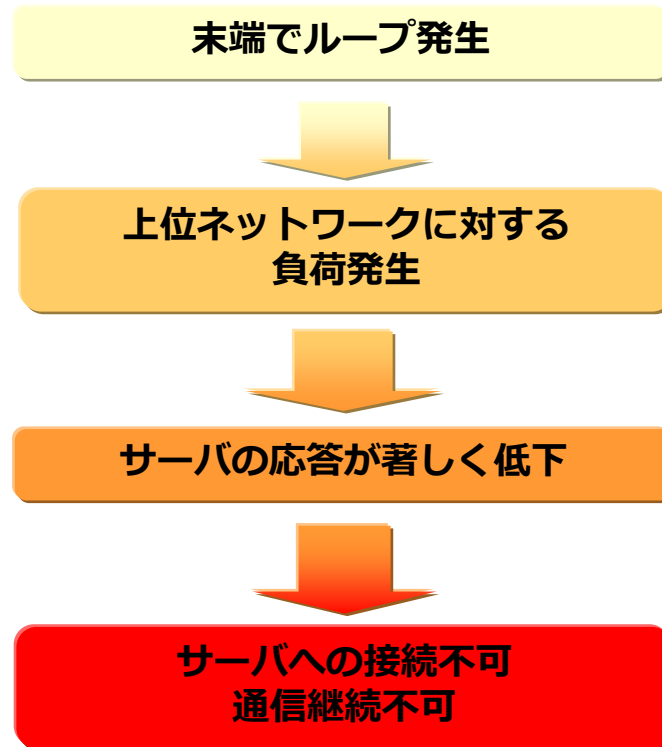 末端でループ発生
上位ネットワークに対する
負荷発生
サーバの応答が著しく低下
サーバへの接続不可
通信継続不可